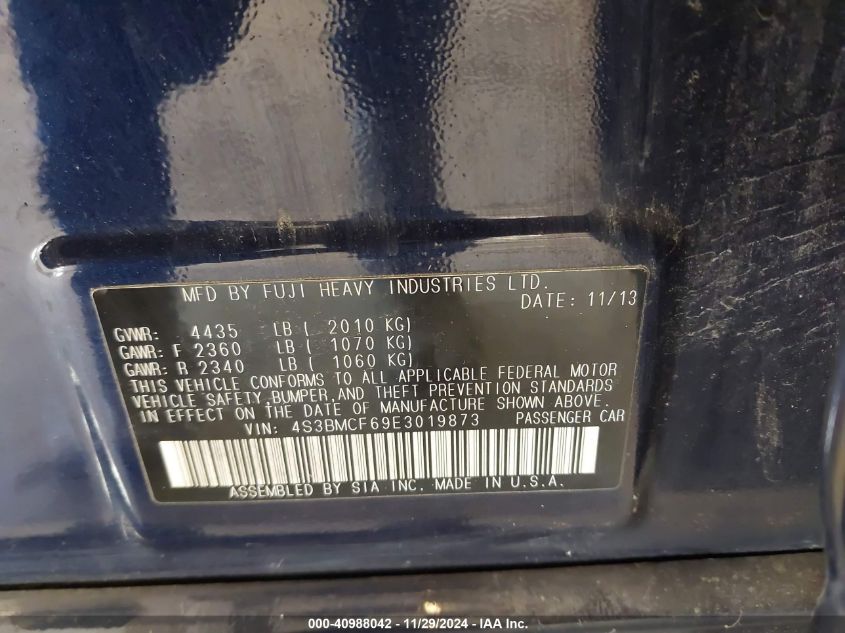 MFD BY FUJI HEAVY INDUSTRIES LTD.
DATE: 11/13
GVWR: 4435 LB ( 2010 KG)
GAWR: F 2360 LB ( 1070 KG)
GAWR: R 2340 LB ( 1060 KG)
THIS VEHICLE CONFORMS TO ALL APPLICABLE FEDERAL MOTOR
VEHICLE SAFETY,BUMPER,AND THEFT PREVENTION STANDARDS
IN EFFECT ON THE DATE OF MANUFACTURE SHOWN ABOVE.
VIN: 4S3BMCF69E3019873 PASSENGER CAR
ASSEMBLED BY SIA INC. MADE IN U.S.A.
000-40988042 - 11/29/2024 - IAA Inc.